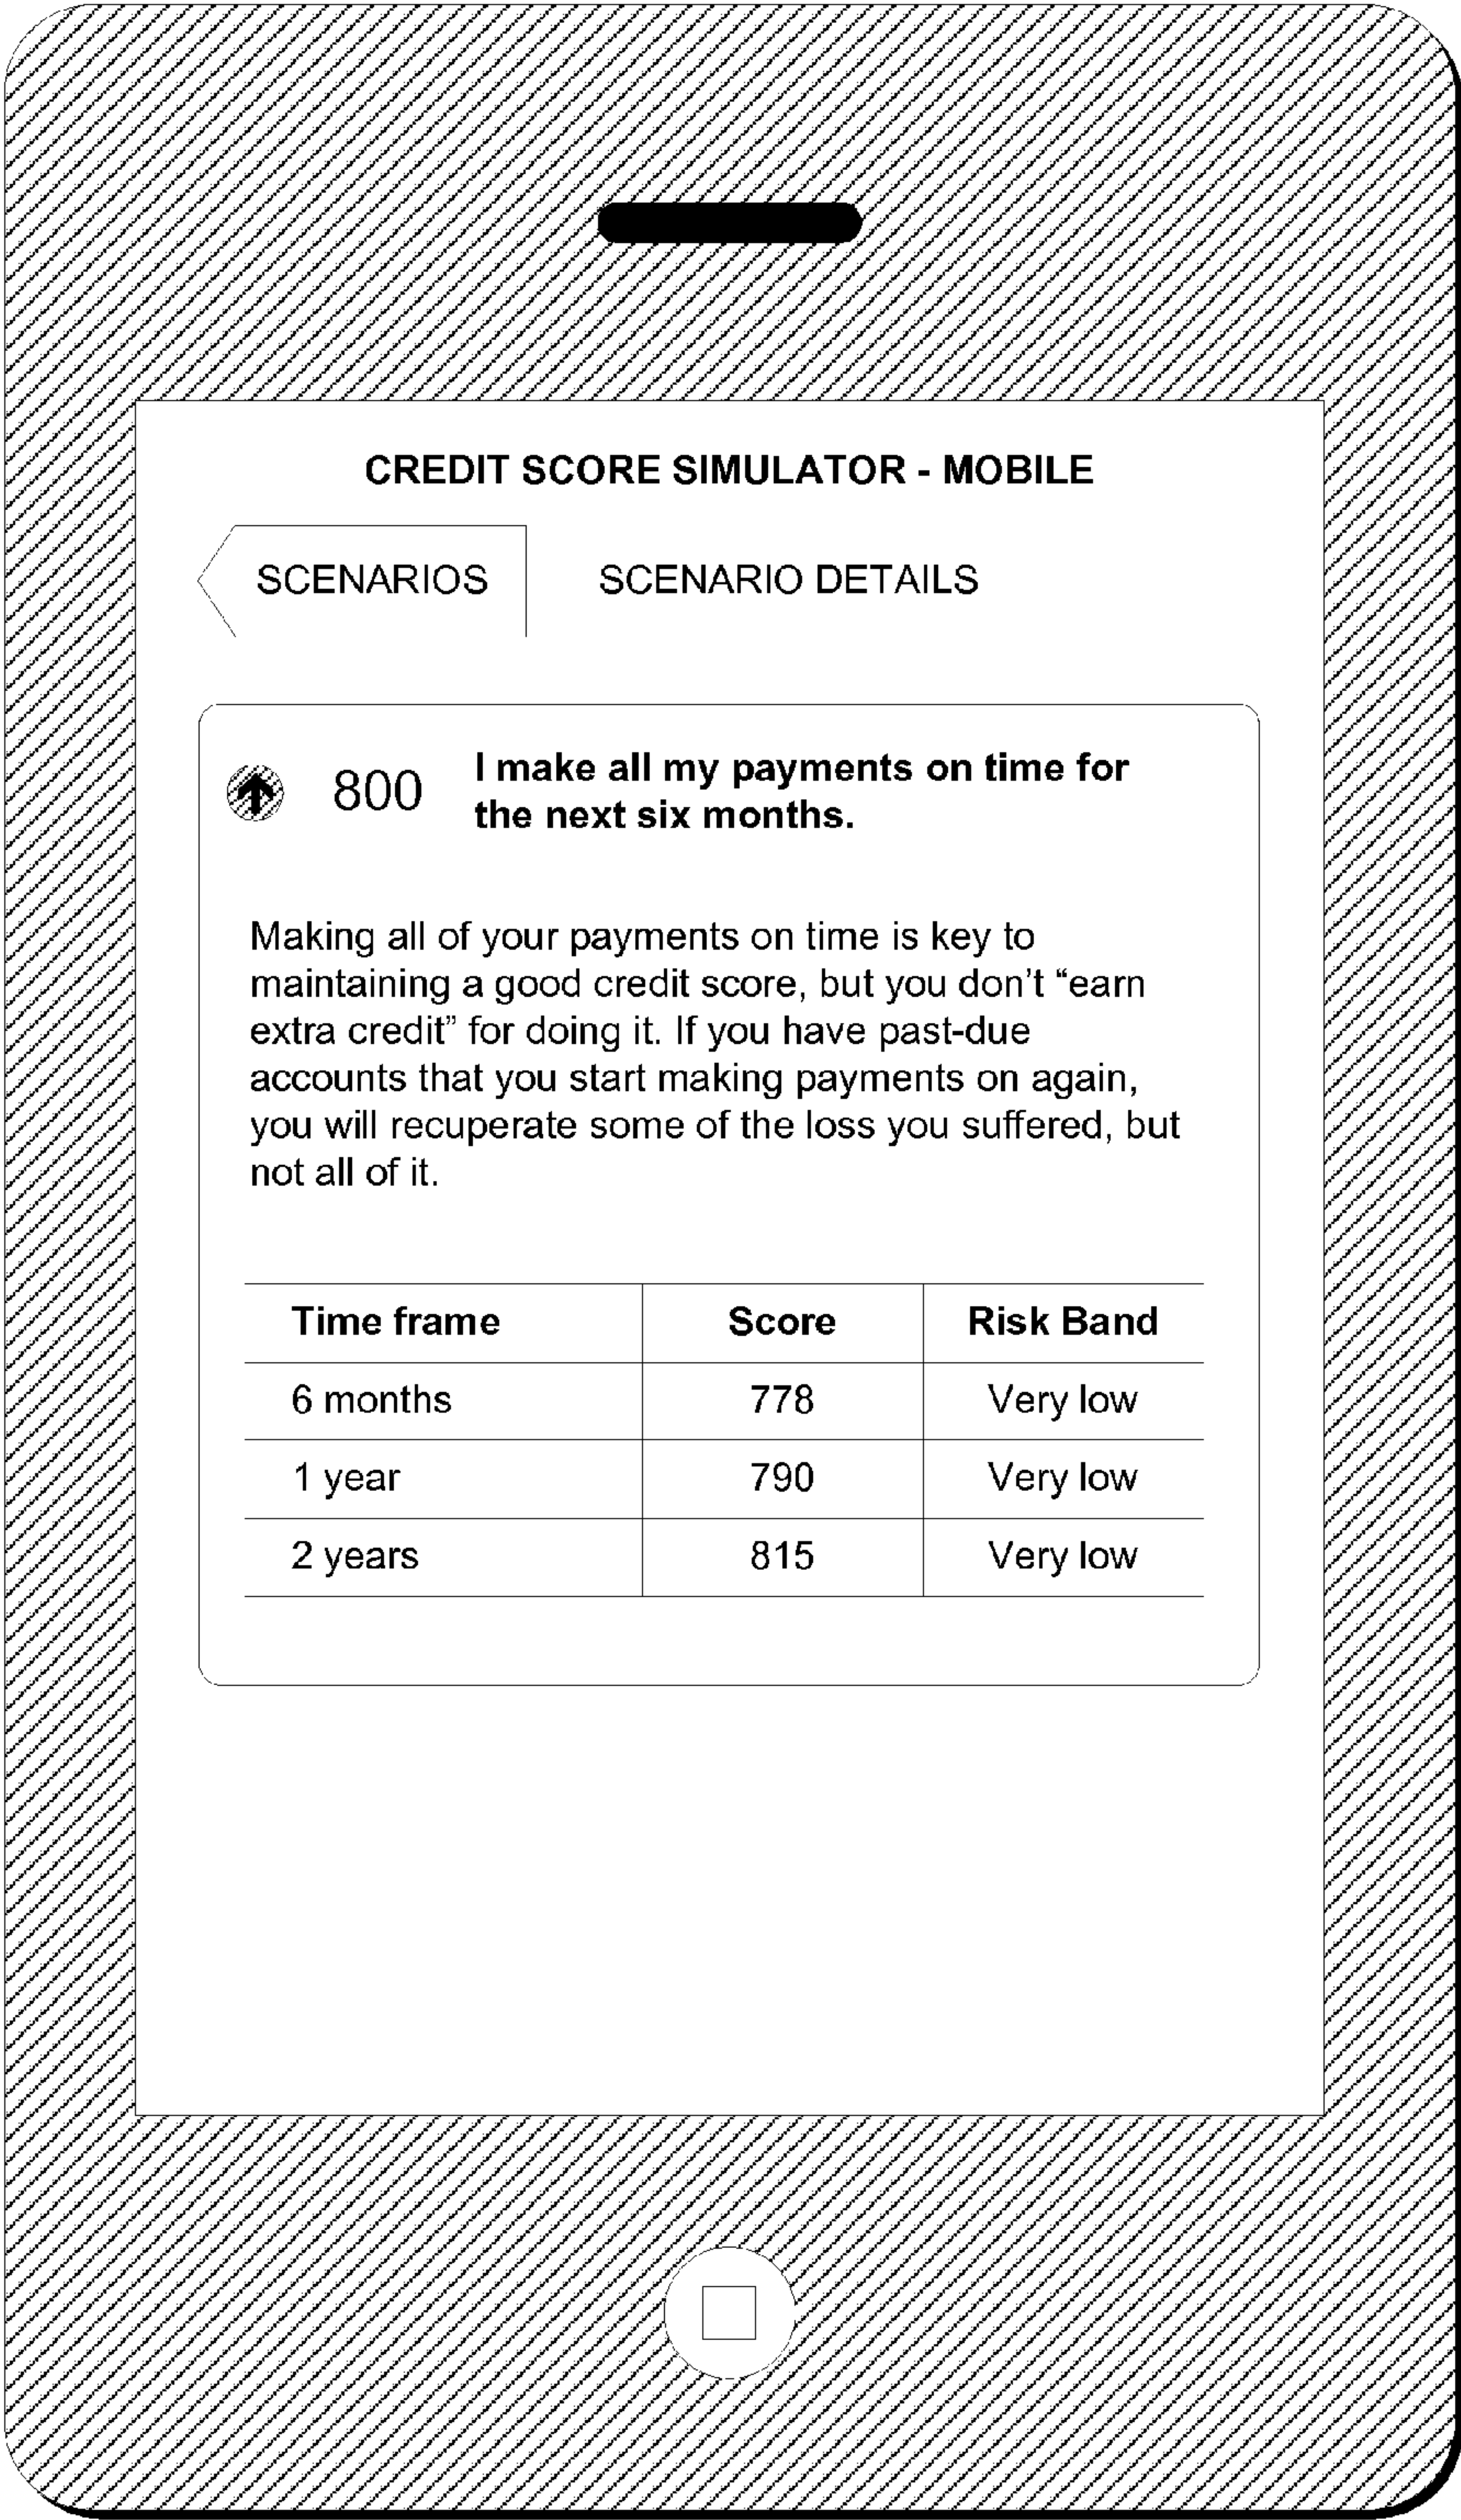 CREDIT SCORE SIMULATOR - MOBILE
SCENARIOS
SCENARIO DETAILS
800
I make all my payments on time for
the next six months.
Making all of your payments on time is key to
maintaining a good credit score, but you don’t “earn
extra credit” for doing it. If you have past-due
accounts that you start making payments on again,
you will recuperate some of the loss you suffered, but
not all of it.
Time frame Score Risk Band
6 months 778 Very low
1 year 790 Very low
2 years 815 Very low